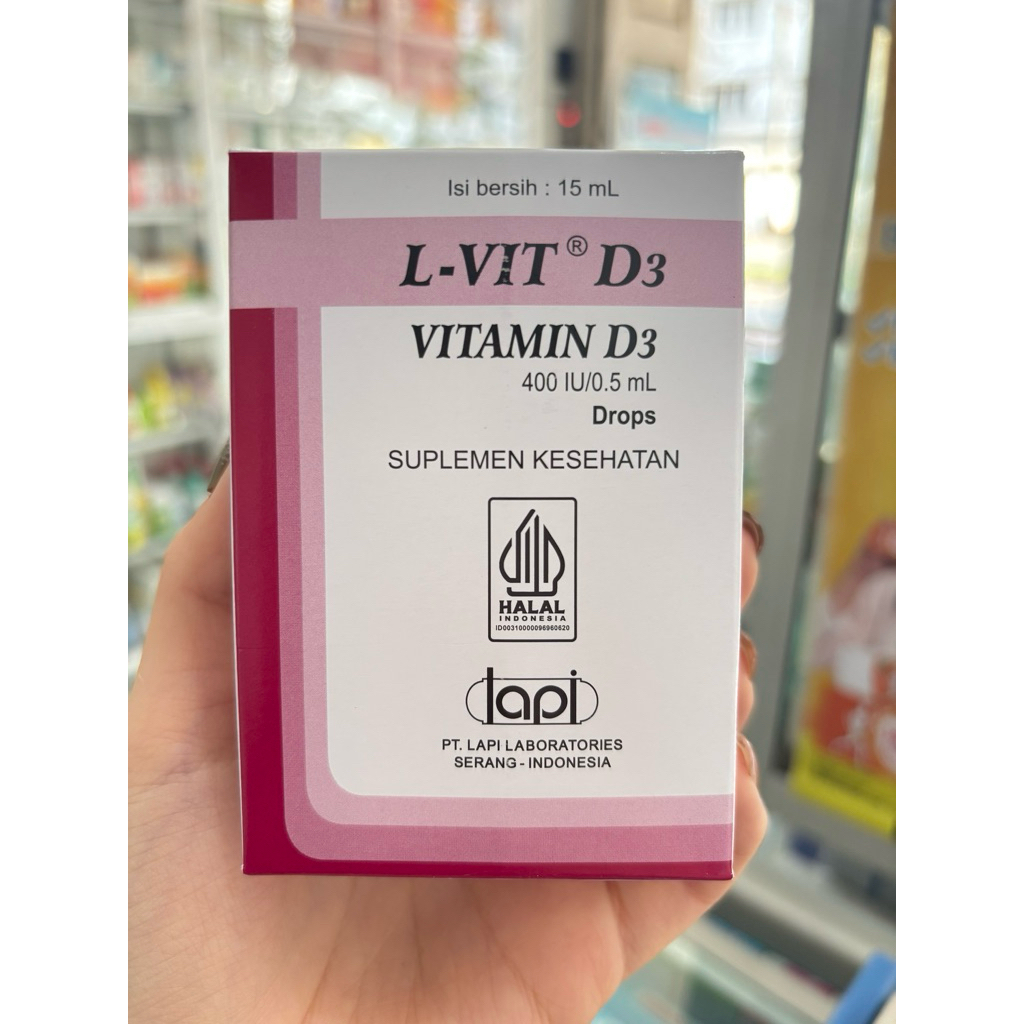 Isi bersih : 15 mL
L-VIT® D3
VITAMIN D3
400 IU/0.5 mL
Drops
SUPLEMEN KESEHATAN
HALAL
INDONESIA
ID00310000096960620
lapi
PT. LAPI LABORATORIES
SERANG - INDONESIA